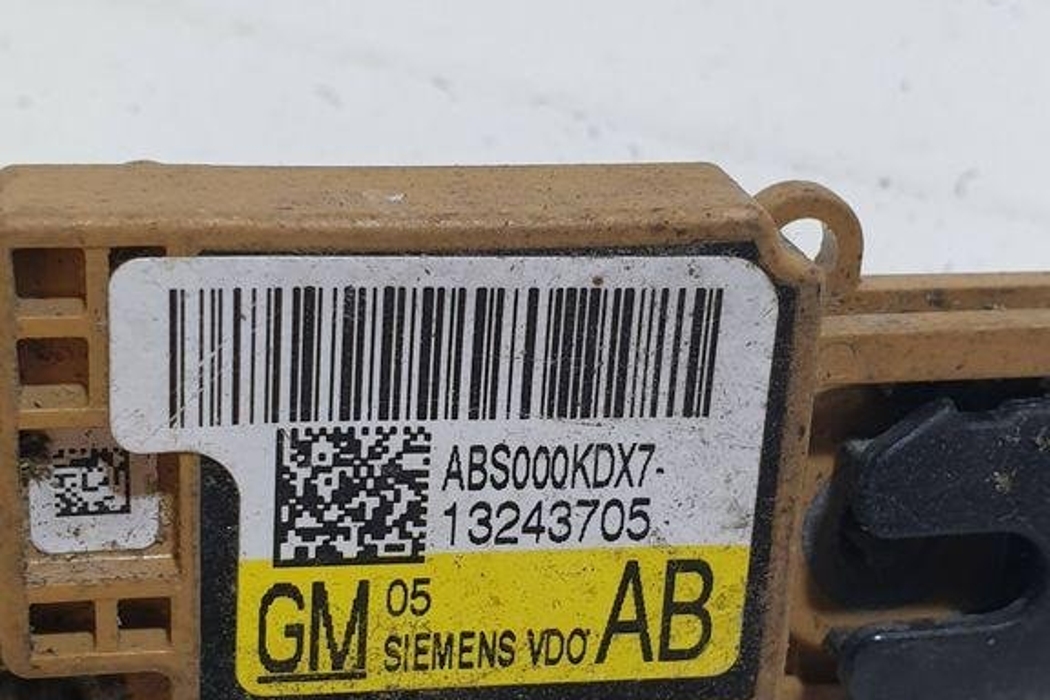 ABS000KDX7-
13243705
GM 05 AB
SIEMENS VDO